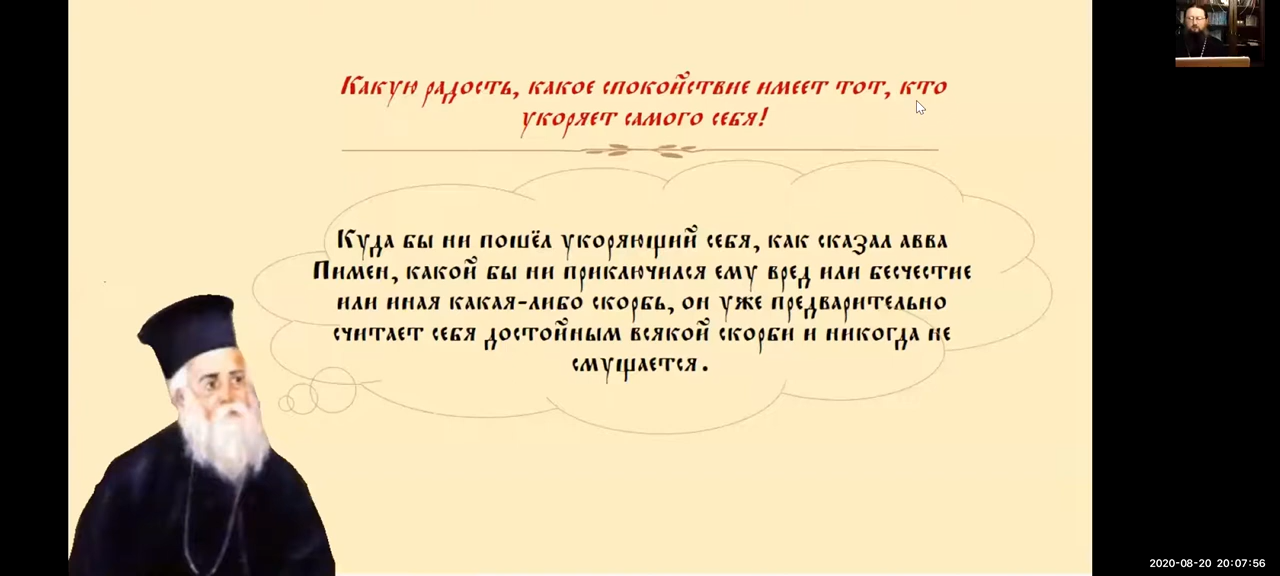 Какую радость, какое спокойствие имеет тот, кто
укоряет самого себя!
Куда бы ни пошёл укоряющий себя, как сказал авва
Пимен, какой бы ни приключился ему вред или бесчестие
или иная какая-либо скорбь, он уже предварительно
считает себя достойным всякой скорби и никогда не
смущается.
2020-08-20 20:07:56